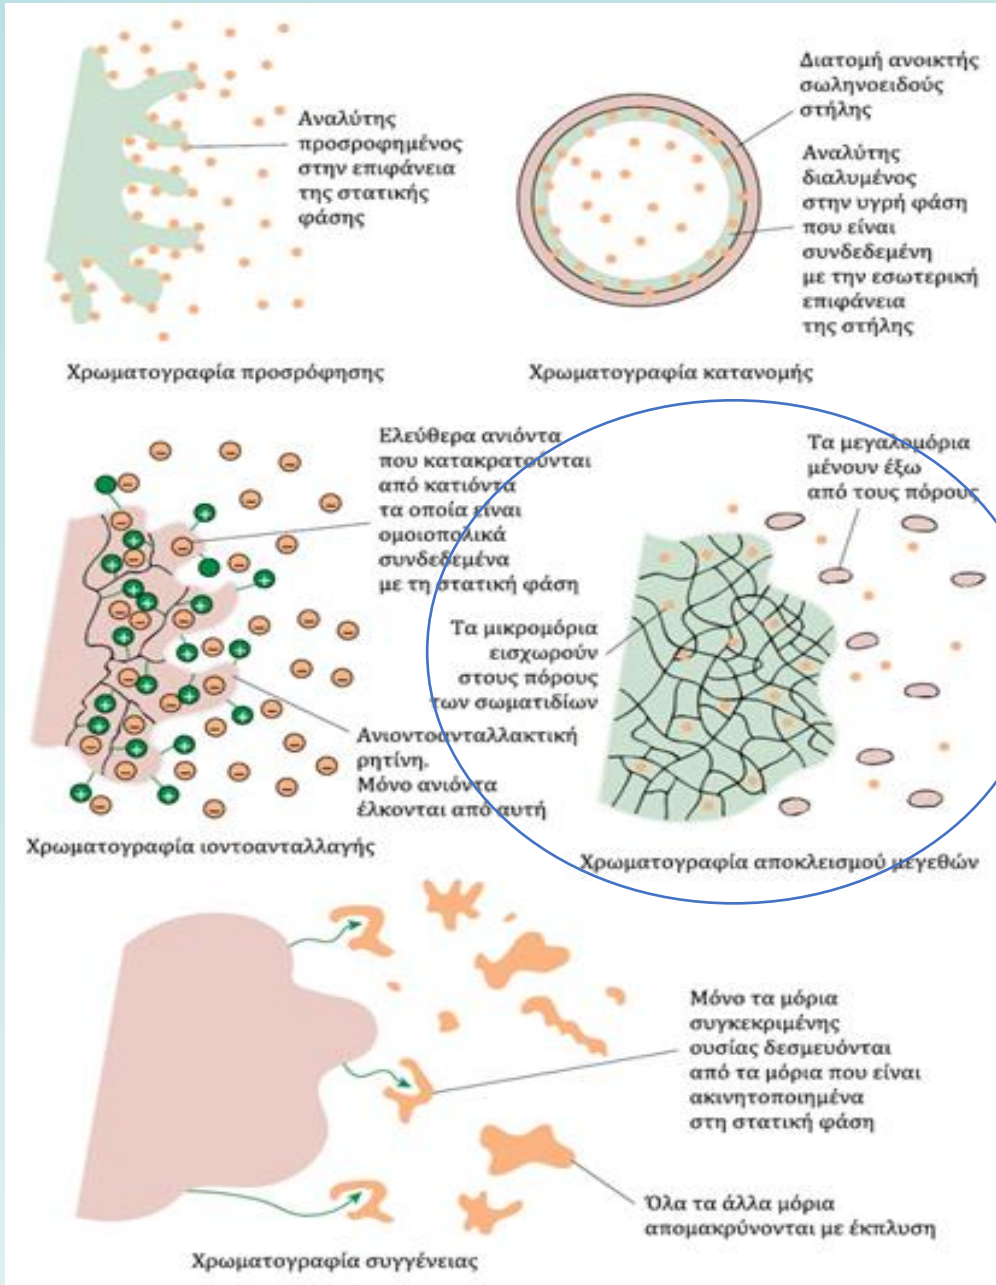 Αναλύτης
προσροφημένος
στην επιφάνεια
της στατικής
φάσης
Χρωματογραφία προσρόφησης
Διατομή ανοικτής
σωληνοειδούς
στήλης
Αναλύτης
διαλυμένος
στην υγρή φάση
που είναι
συνδεδεμένη
με την εσωτερική
επιφάνεια
της στήλης
Χρωματογραφία κατανομής
Ελεύθερα ανιόντα
που κατακρατούνται
από κατιόντα
τα οποία είναι
ομοιοπολικά
συνδεδεμένα
με τη στατική φάση
Ανιοντοανταλλακτική
ρητίνη.
Μόνο ανιόντα
έλκονται από αυτή
Χρωματογραφία ιοντοανταλλαγής
Τα μεγαλομόρια
μένουν έξω
από τους πόρους
Τα μικρομόρια
εισχωρούν
στους πόρους
των σωματιδίων
Χρωματογραφία αποκλεισμού μεγεθών
Μόνο τα μόρια
συγκεκριμένης
ουσίας δεσμευόνται
από τα μόρια που είναι
ακινητοποιημένα
στη στατική φάση
Όλα τα άλλα μόρια
απομακρύνονται με έκπλυση
Χρωματογραφία συγγένειας